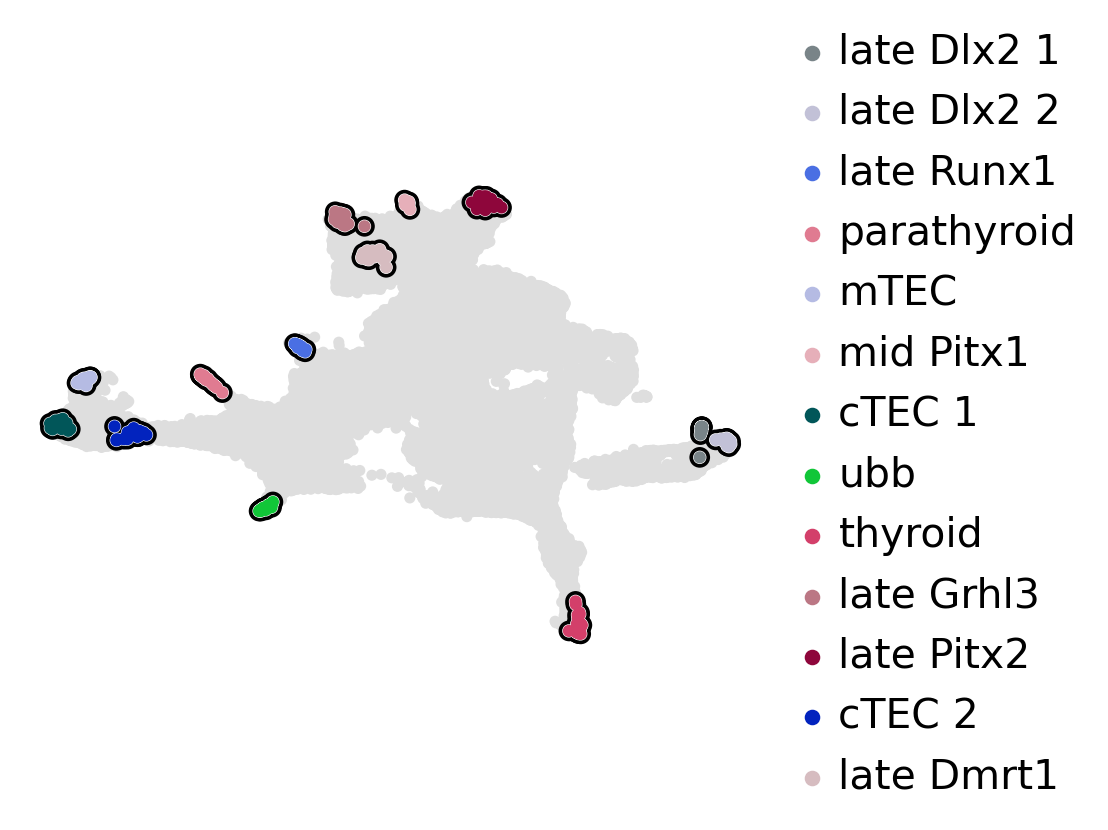 late Dlx2 1
late Dlx2 2
late Runx1
parathyroid
mTEC
mid Pitx1
cTEC 1
ubb
thyroid
late Grhl3
late Pitx2
cTEC 2
late Dmrt1